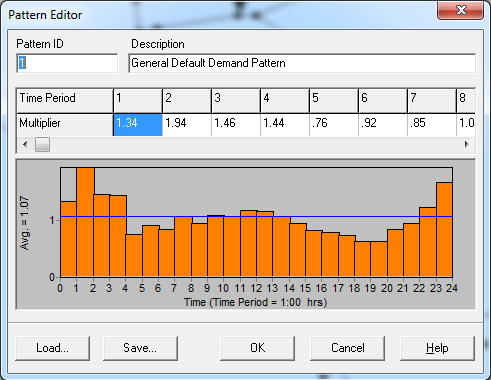 Pattern Editor
Pattern ID
Description
1
General Default Demand Pattern
Time Period 1 2 3 4 5 6 7 8
Multiplier 1.34 1.94 1.46 1.44 .76 .92 .85 1.0
Avg. = 1.07
1
0
0 1 2 3 4 5 6 7 8 9 10 11 12 13 14 15 16 17 18 19 20 21 22 23 24
Time (Time Period = 1:00 hrs)
Load... Save... OK Cancel Help